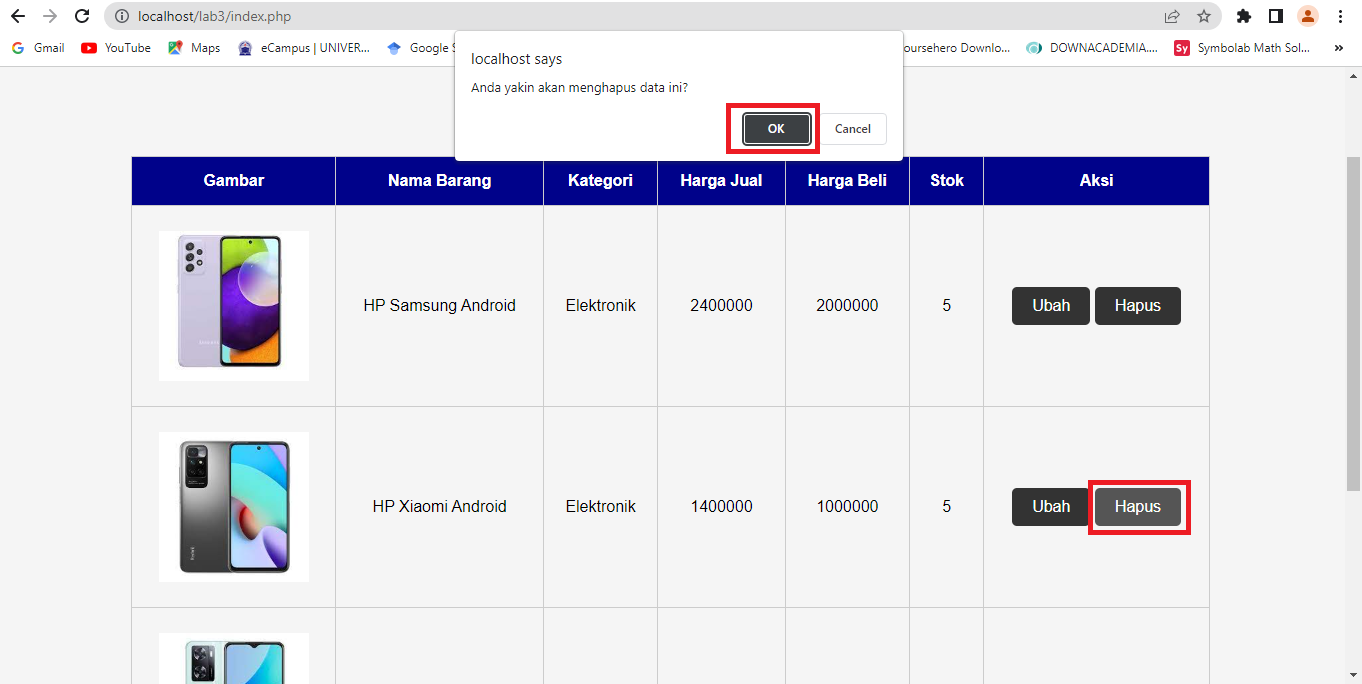 localhost/lab3/index.php
Gmail YouTube Maps eCampus | UNIVER... Google S oursehero Downlo... DOWNACADEMIA.... Sy Symbolab Math Sol... »
localhost says
Anda yakin akan menghapus data ini?
OK Cancel
Gambar Nama Barang Kategori Harga Jual Harga Beli Stok Aksi
HP Samsung Android Elektronik 2400000 2000000 5 Ubah Hapus
HP Xiaomi Android Elektronik 1400000 1000000 5 Ubah Hapus